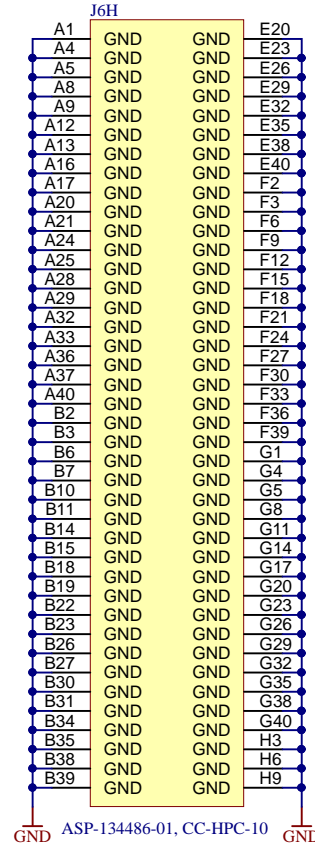 J6H
A1 GND GND E20
A4 GND GND E23
A5 GND GND E26
A8 GND GND E29
A9 GND GND E32
A12 GND GND E35
A13 GND GND E38
A16 GND GND E40
A17 GND GND F2
A20 GND GND F3
A21 GND GND F6
A24 GND GND F9
A25 GND GND F12
A28 GND GND F15
A29 GND GND F18
A32 GND GND F21
A33 GND GND F24
A36 GND GND F27
A37 GND GND F30
A40 GND GND F33
B2 GND GND F36
B3 GND GND F39
B6 GND GND G1
B7 GND GND G4
B10 GND GND G5
B11 GND GND G8
B14 GND GND G11
B15 GND GND G14
B18 GND GND G17
B19 GND GND G20
B22 GND GND G23
B23 GND GND G26
B26 GND GND G29
B27 GND GND G32
B30 GND GND G35
B31 GND GND G38
B34 GND GND G40
B35 GND GND H3
B38 GND GND H6
B39 GND GND H9
GND ASP-134486-01, CC-HPC-10 GND